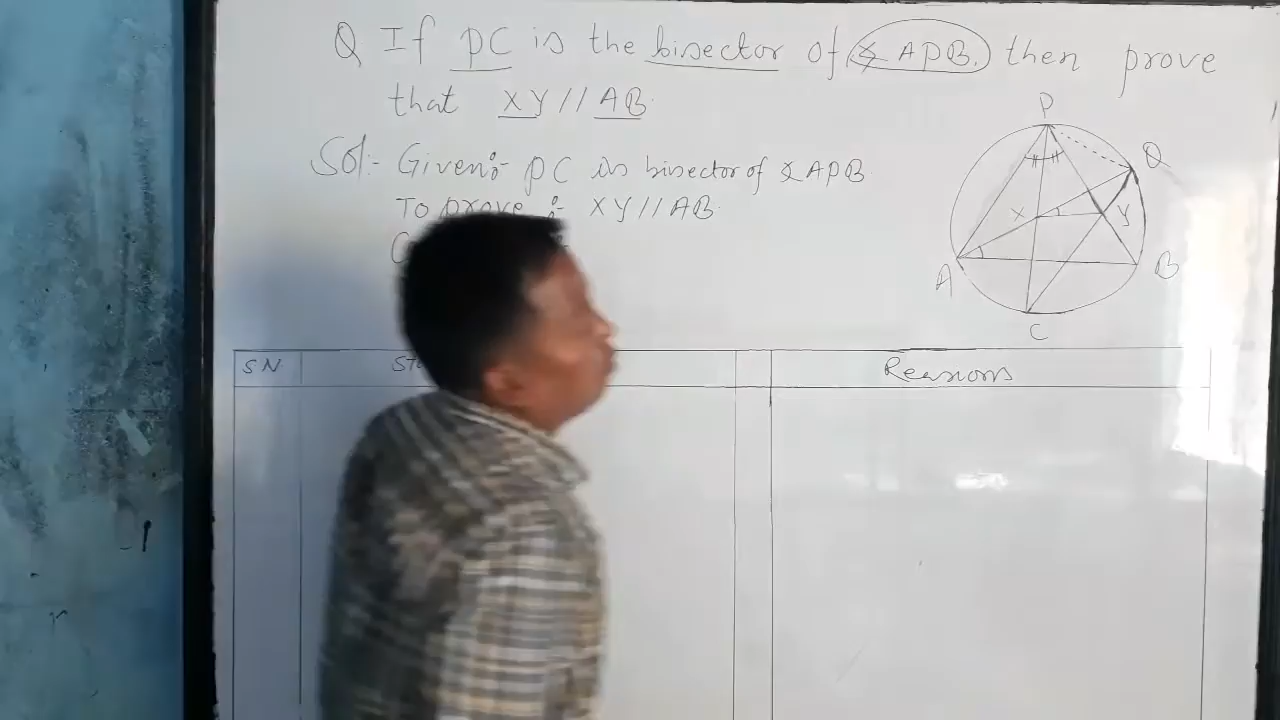 Q If PC is the bisector of ∡ APB. then prove
that XY // AB.
Sol:- Given:- PC is bisector of ∡ APB
To prove :- XY // AB.
P
Q
X
Y
A
B
C
SN
Reasons